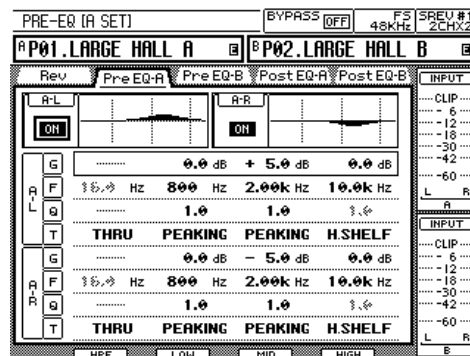 PRE-EQ [A SET]
BYPASS OFF
FS 48KHz
SREV #1 2CHX2
A P01.LARGE HALL A E
B P02.LARGE HALL B E
Rev Pre EQ-A Pre EQ-B Post EQ-A Post EQ-B
A-L ON
A-R ON
A-L
G 0.0 dB + 5.0 dB 0.0 dB
F 16.0 Hz 800 Hz 2.00k Hz 10.0k Hz
Q 1.0 1.0
T THRU PEAKING PEAKING H.SHELF
A-R
G 0.0 dB - 5.0 dB 0.0 dB
F 16.0 Hz 800 Hz 2.00k Hz 10.0k Hz
Q 1.0 1.0
T THRU PEAKING PEAKING H.SHELF
HPF LOW MID HIGH
INPUT
CLIP
- 6
-12
-18
-30
-42
-60
L R
A
INPUT
CLIP
- 6
-12
-18
-30
-42
-60
L R
B